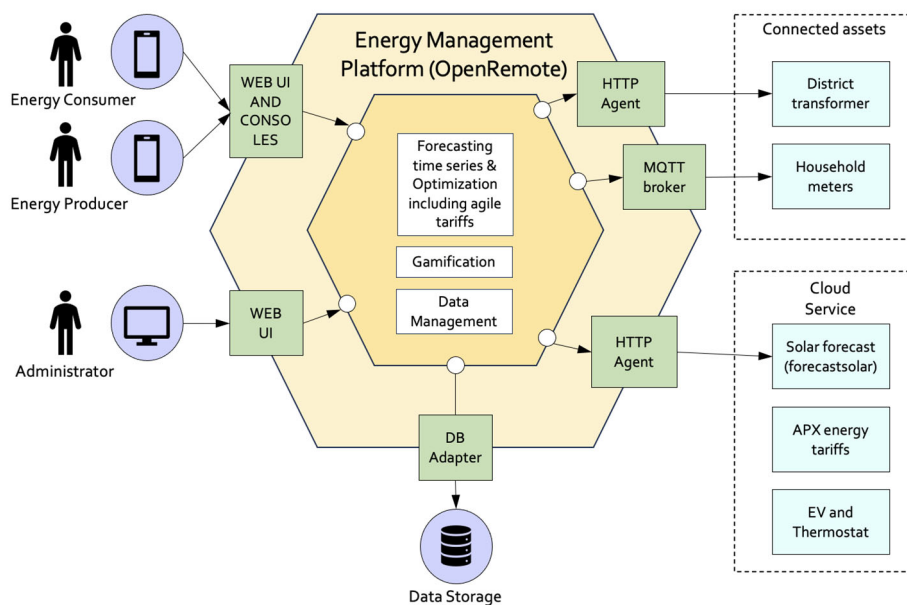 Energy Management
Platform (OpenRemote)
Energy Consumer
Energy Producer
Administrator
WEB UI
AND
CONSO
LES
WEB
UI
Forecasting
time series &
Optimization
including agile
tariffs
Gamification
Data
Management
HTTP
Agent
MQTT
broker
HTTP
Agent
DB
Adapter
Data Storage
Connected assets
District
transformer
Household
meters
Cloud
Service
Solar forecast
(forecastsolar)
APX energy
tariffs
EV and
Thermostat